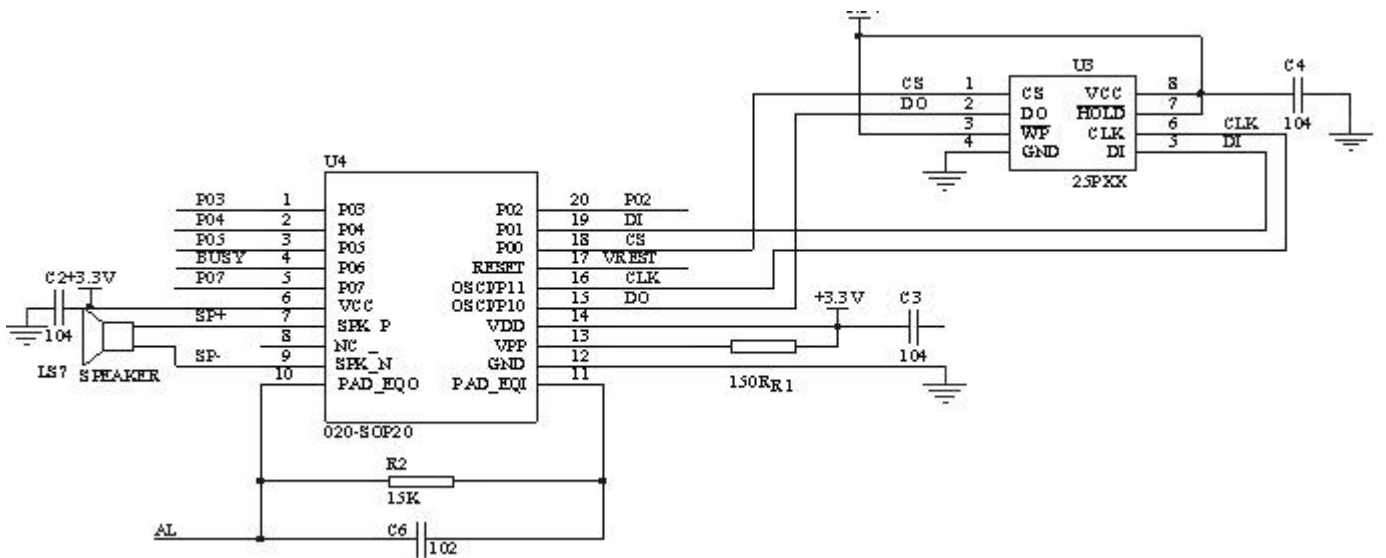 U3
C4
CS 1 CS VCC 8
DO 2 DO HOLD 7
3 WP CLK 6 CLK
4 GND DI 5 DI
104
25PXX
U4
P03 1 P03 P02 20 P02
P04 2 P04 P01 19 DI
P05 3 P05 P00 18 CS
BUSY 4 P06 RESET 17 VREST
P07 5 P07 OSCI/P11 16 CLK
C2 +3.3V 6 VCC OSCI/P10 15 DO
SP+ 7 SPK_P VDD 14 +3.3V C3
104 8 NC_ VPP 13
SP- 9 SPK_N GND 12 104
LS7 SPEAKER 10 PAD_EQO PAD_EQI 11
150R R1
020-SOP20
R2
15K
AL C6
102